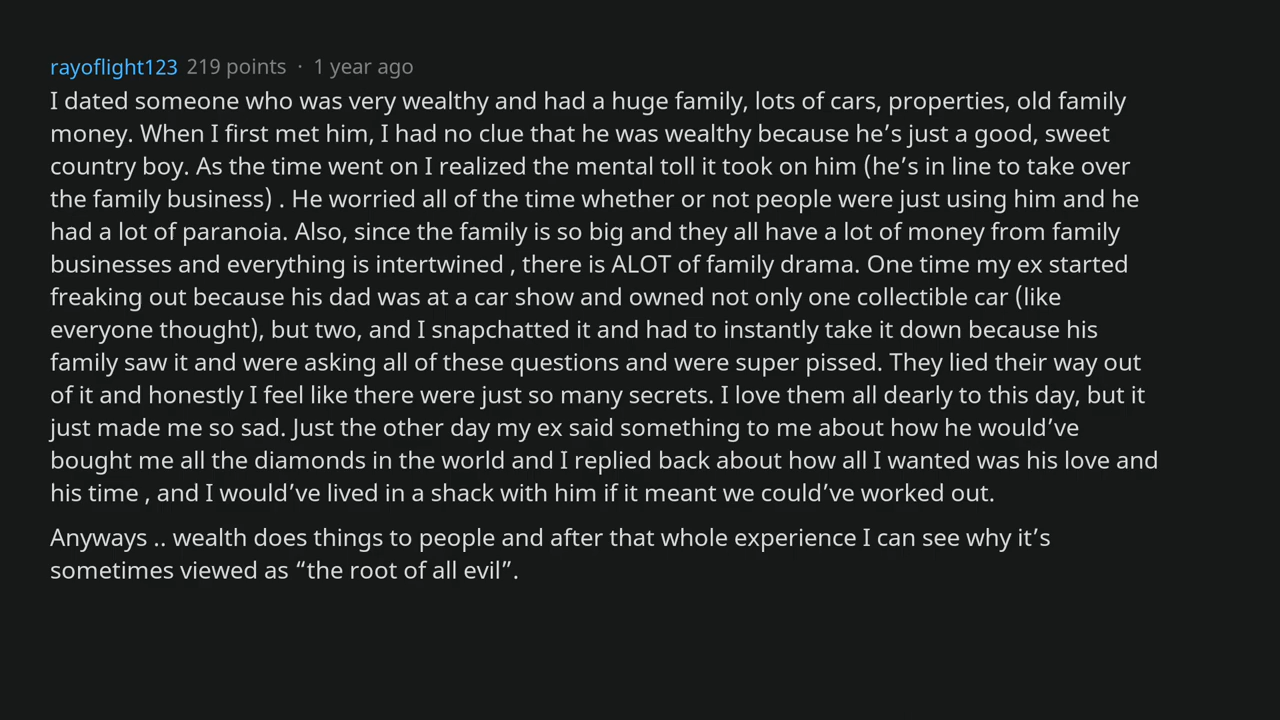 rayoflight123 219 points · 1 year ago
I dated someone who was very wealthy and had a huge family, lots of cars, properties, old family
money. When I first met him, I had no clue that he was wealthy because he’s just a good, sweet
country boy. As the time went on I realized the mental toll it took on him (he’s in line to take over
the family business) . He worried all of the time whether or not people were just using him and he
had a lot of paranoia. Also, since the family is so big and they all have a lot of money from family
businesses and everything is intertwined , there is ALOT of family drama. One time my ex started
freaking out because his dad was at a car show and owned not only one collectible car (like
everyone thought), but two, and I snapchatted it and had to instantly take it down because his
family saw it and were asking all of these questions and were super pissed. They lied their way out
of it and honestly I feel like there were just so many secrets. I love them all dearly to this day, but it
just made me so sad. Just the other day my ex said something to me about how he would’ve
bought me all the diamonds in the world and I replied back about how all I wanted was his love and
his time , and I would’ve lived in a shack with him if it meant we could’ve worked out.
Anyways .. wealth does things to people and after that whole experience I can see why it’s
sometimes viewed as “the root of all evil”.